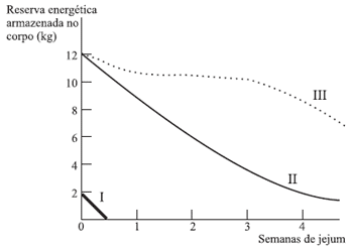 Reserva energética
armazenada no
corpo (kg)
12
10
8
6
4
2
I
II
III
0
1
2
3
4
Semanas de jejum